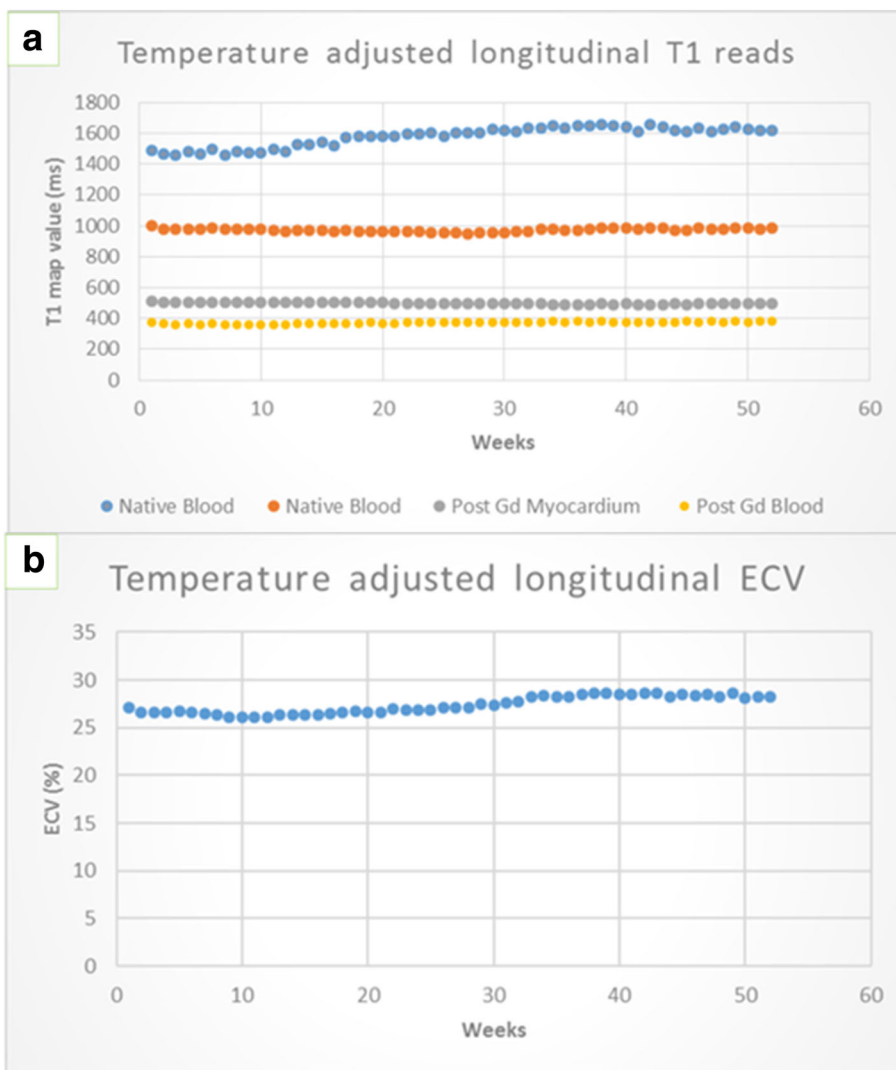 a
Temperature adjusted longitudinal T1 reads
T1 map value (ms)
1800
1600
1400
1200
1000
800
600
400
200
0
0 10 20 30 40 50 60
Weeks
Native Blood Native Blood Post Gd Myocardium Post Gd Blood
b
Temperature adjusted longitudinal ECV
ECV (%)
35
30
25
20
15
10
5
0
0 10 20 30 40 50 60
Weeks